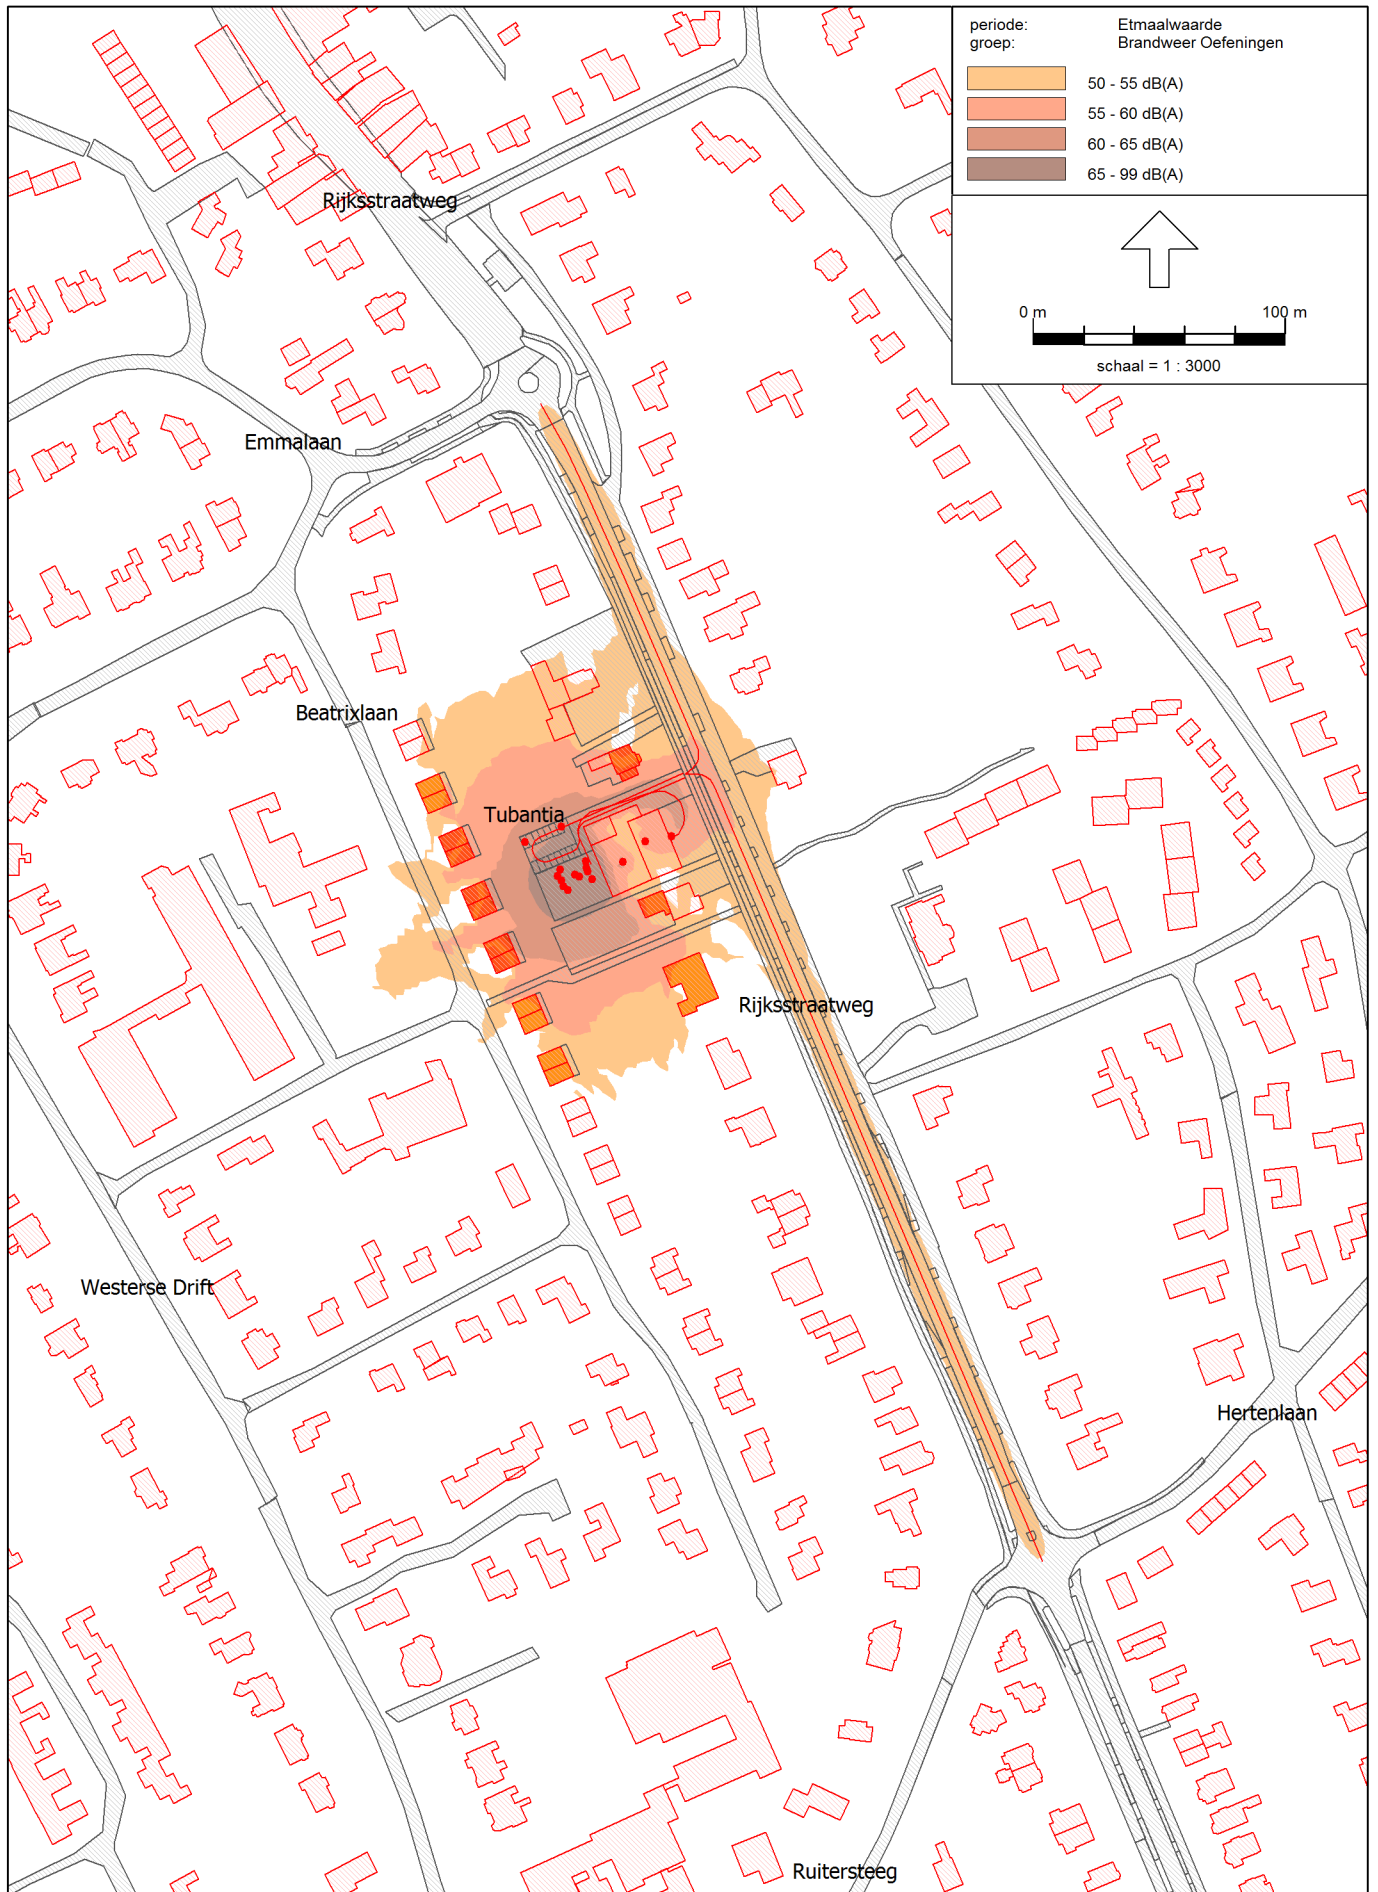 periode: Etmaalwaarde
groep: Brandweer Oefeningen
50 - 55 dB(A)
55 - 60 dB(A)
60 - 65 dB(A)
65 - 99 dB(A)
0 m 100 m
schaal = 1 : 3000
Rijksstraatweg
Emmalaan
Beatrixlaan
Tubantia
Rijksstraatweg
Westerse Drift
Hertenlaan
Ruitersteeg